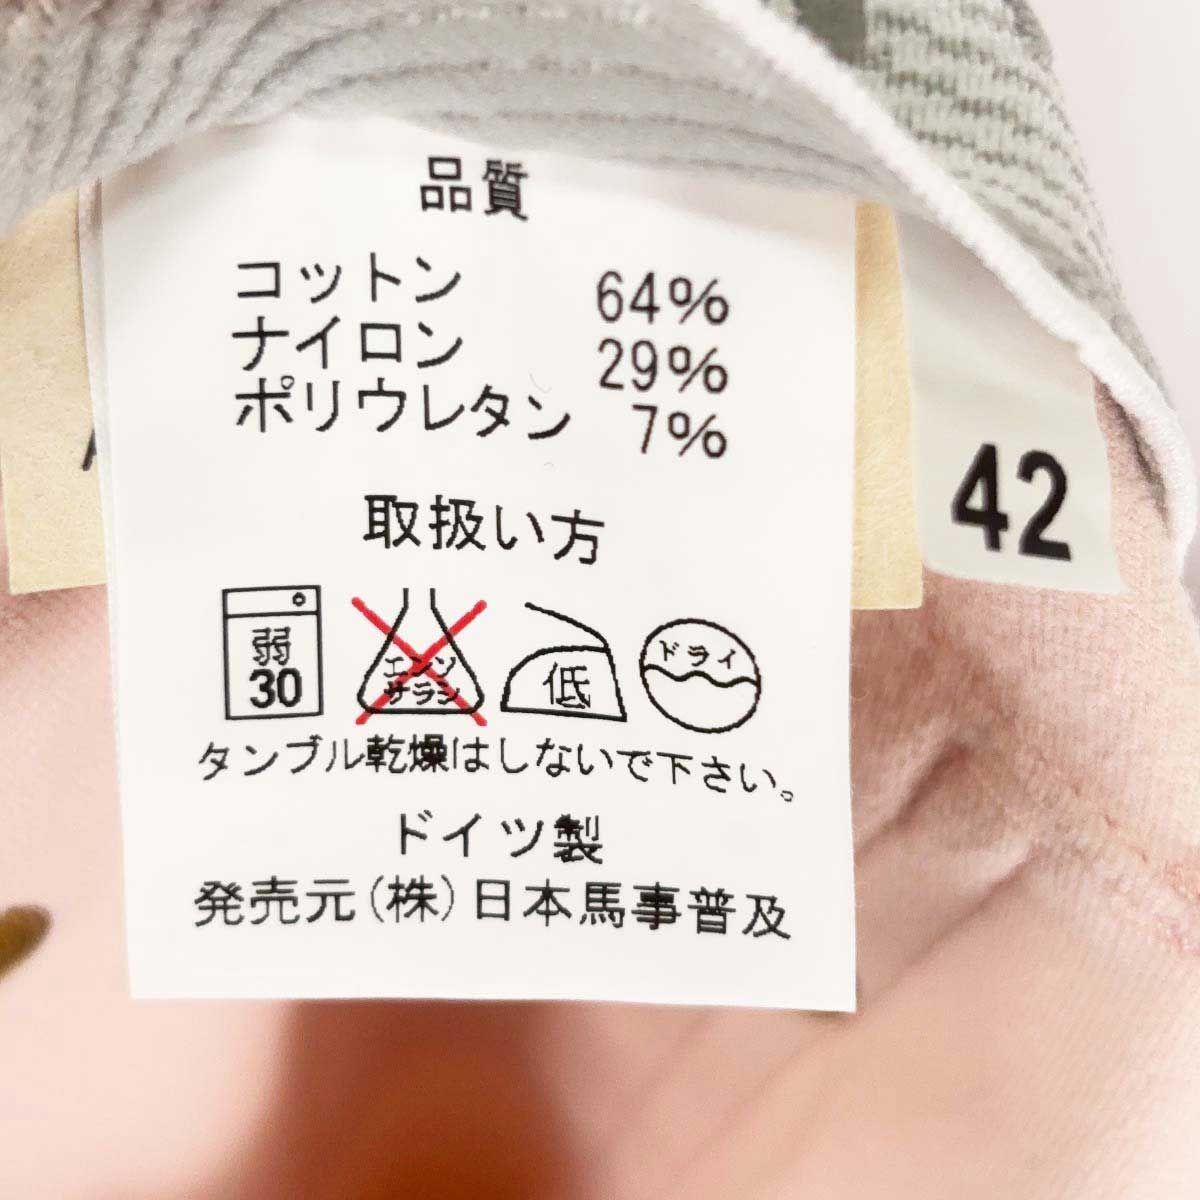 品質
コットン 64%
ナイロン 29%
ポリウレタン 7%
取扱い方
弱
30
エンソ
サラシ
低
ドライ
タンブル乾燥はしないで下さい。
ドイツ製
発売元(株)日本馬事普及
42